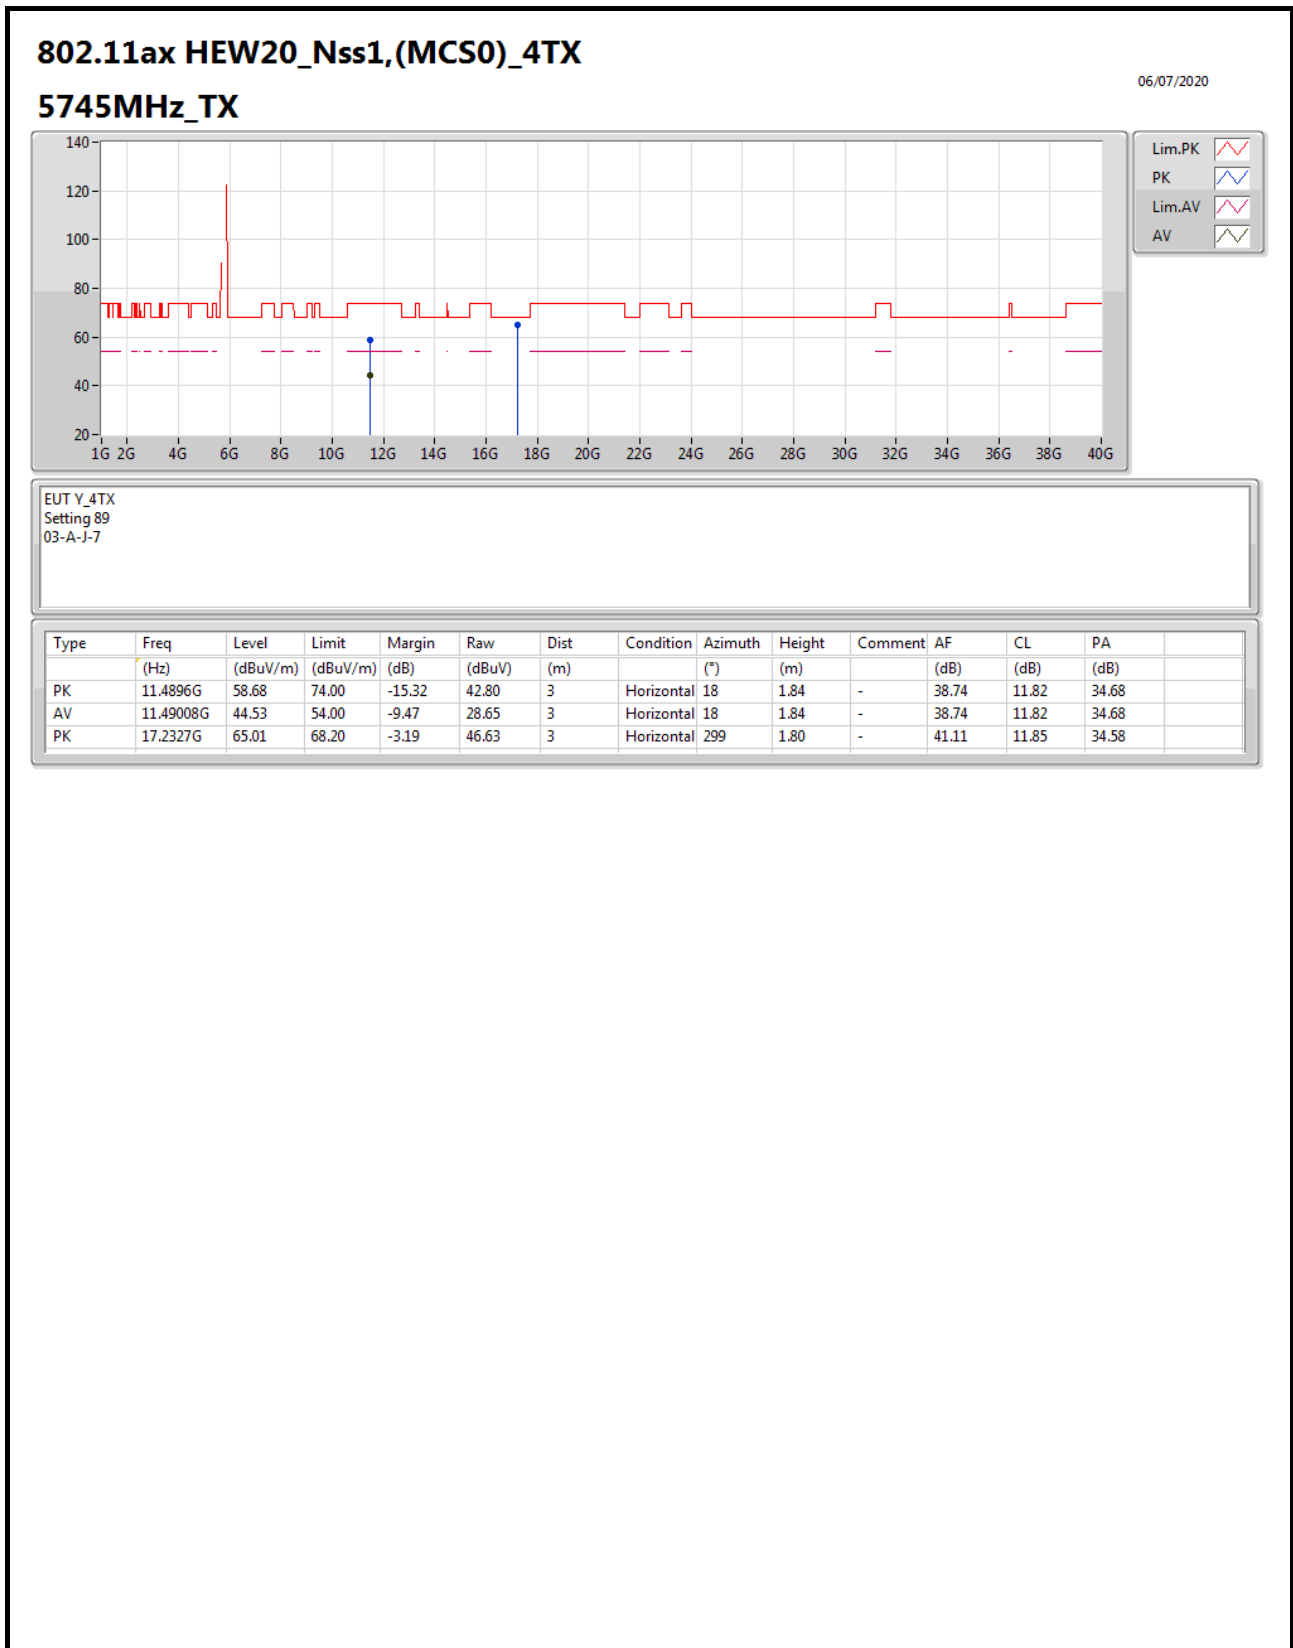 802.11ax HEW20_Nss1,(MCS0)_4TX
06/07/2020
5745MHz_TX
140
120
100
80
60
40
20
1G 2G 4G 6G 8G 10G 12G 14G 16G 18G 20G 22G 24G 26G 28G 30G 32G 34G 36G 38G 40G
Lim.PK
PK
Lim.AV
AV
EUT Y_4TX
Setting 89
03-A-J-7
Type Freq Level Limit Margin Raw Dist Condition Azimuth Height Comment AF CL PA
(Hz) (dBuV/m) (dBuV/m) (dB) (dBuV) (m) (°) (m) (dB) (dB) (dB)
PK 11.4896G 58.68 74.00 -15.32 42.80 3 Horizontal 18 1.84 - 38.74 11.82 34.68
AV 11.49008G 44.53 54.00 -9.47 28.65 3 Horizontal 18 1.84 - 38.74 11.82 34.68
PK 17.2327G 65.01 68.20 -3.19 46.63 3 Horizontal 299 1.80 - 41.11 11.85 34.58